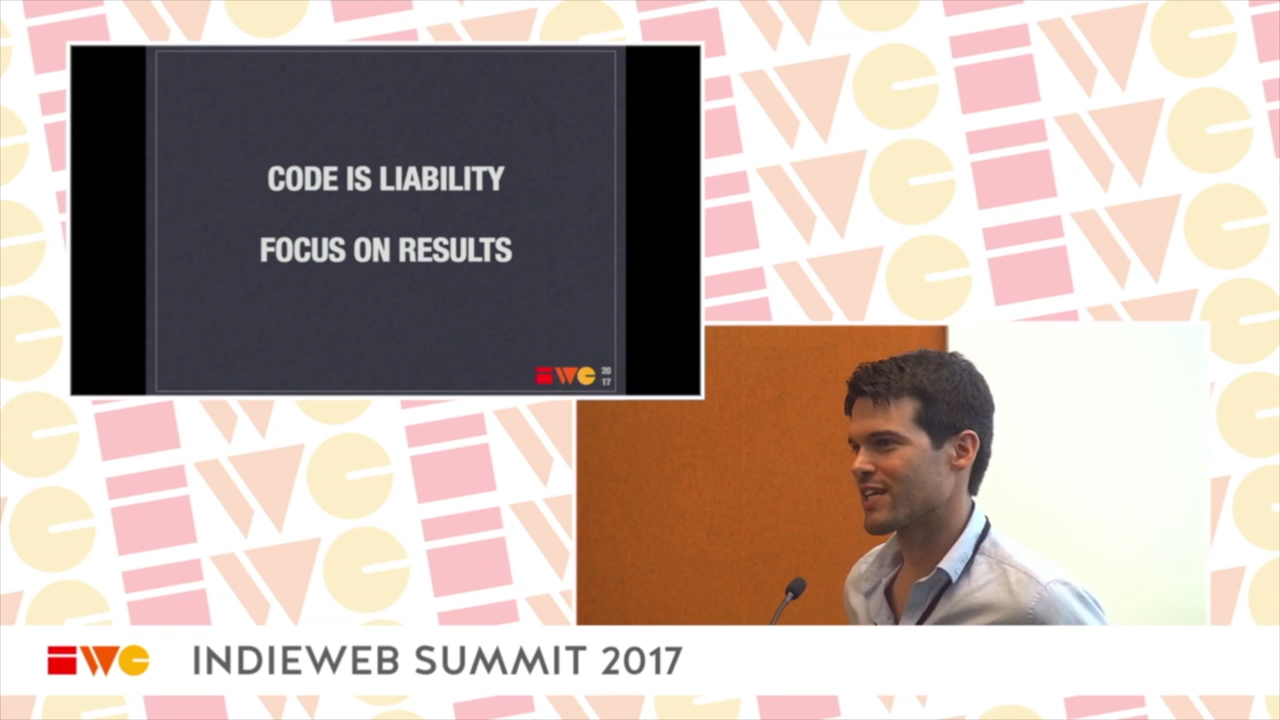 CODE IS LIABILITY
FOCUS ON RESULTS
IWC 20
17
IWC INDIEWEB SUMMIT 2017